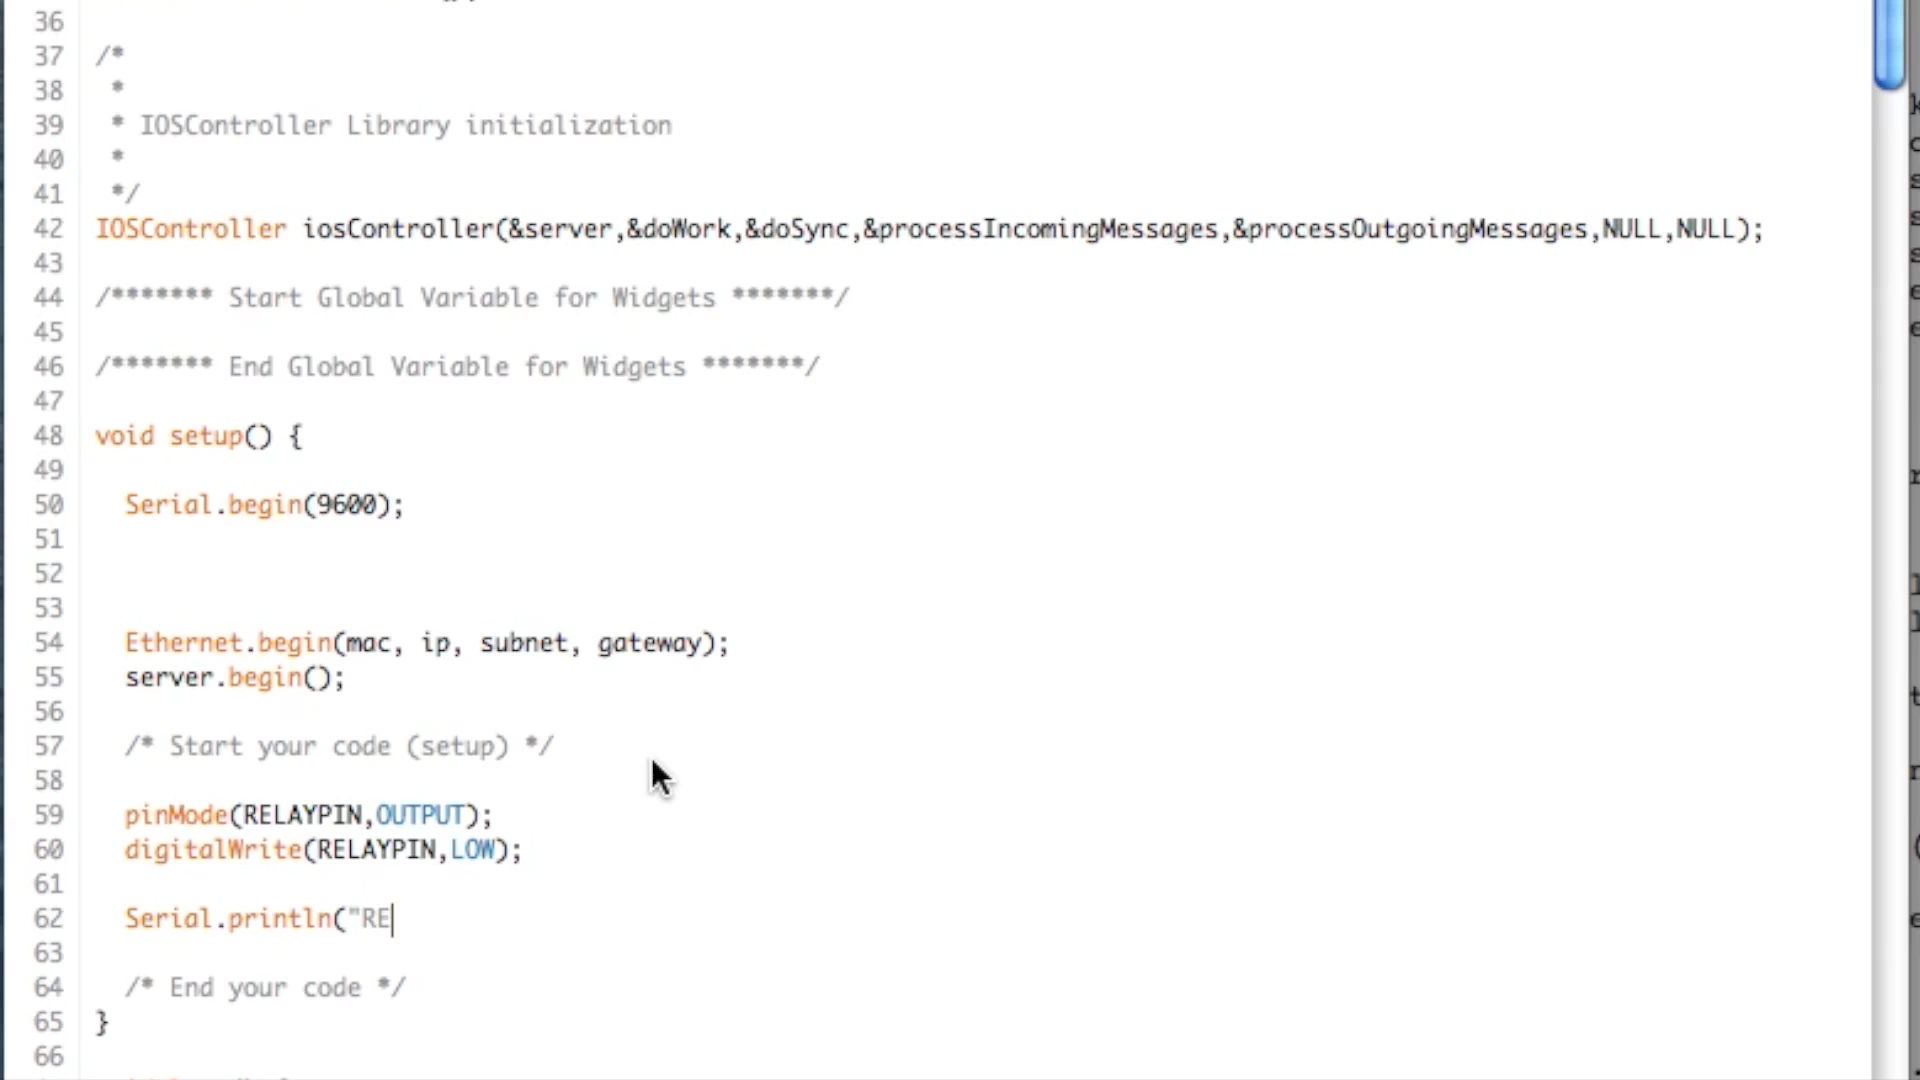 36
37 /*
38 *
39 * IOSController Library initialization
40 *
41 */
42 IOSController iosController(&server,&doWork,&doSync,&processIncomingMessages,&processOutgoingMessages,NULL,NULL);
43
44 /******* Start Global Variable for Widgets *******/
45
46 /******* End Global Variable for Widgets *******/
47
48 void setup() {
49
50 Serial.begin(9600);
51
52
53
54 Ethernet.begin(mac, ip, subnet, gateway);
55 server.begin();
56
57 /* Start your code (setup) */
58
59 pinMode(RELAYPIN,OUTPUT);
60 digitalWrite(RELAYPIN,LOW);
61
62 Serial.println("RE
63
64 /* End your code */
65 }
66